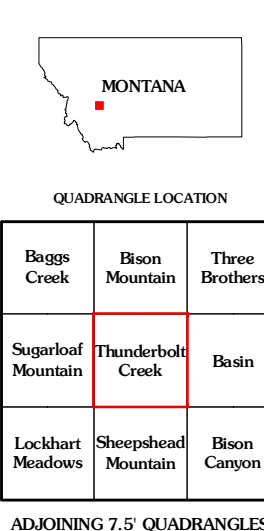 MONTANA
QUADRANGLE LOCATION
Baggs Creek
Bison Mountain
Three Brothers
Sugarloaf Mountain
Thunderbolt Creek
Basin
Lockhart Meadows
Sheepshead Mountain
Bison Canyon
ADJOINING 7.5' QUADRANGLES